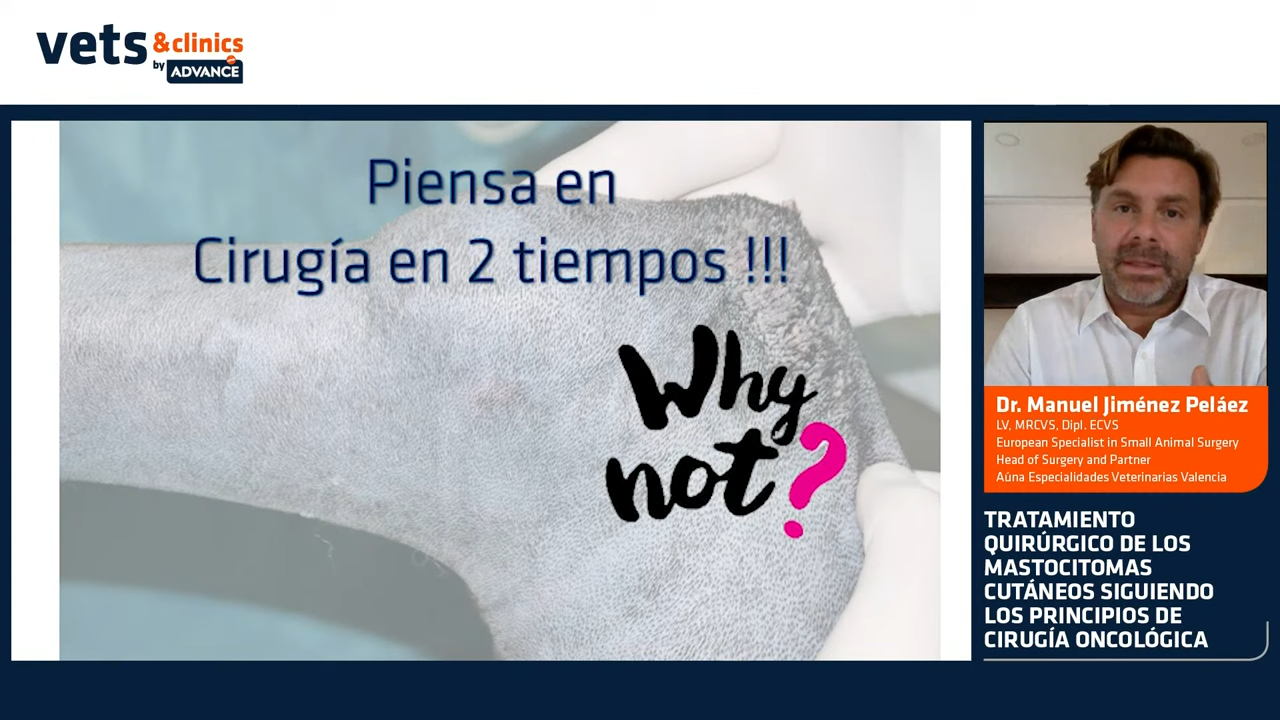 vets &clinics
by ADVANCE
Piensa en
Cirugía en 2 tiempos !!!
Why
not?
Dr. Manuel Jiménez Peláez
LV, MRCVS, Dipl. ECVS
European Specialist in Small Animal Surgery
Head of Surgery and Partner
Aúna Especialidades Veterinarias Valencia
TRATAMIENTO
QUIRÚRGICO DE LOS
MASTOCITOMAS
CUTÁNEOS SIGUIENDO
LOS PRINCIPIOS DE
CIRUGÍA ONCOLÓGICA